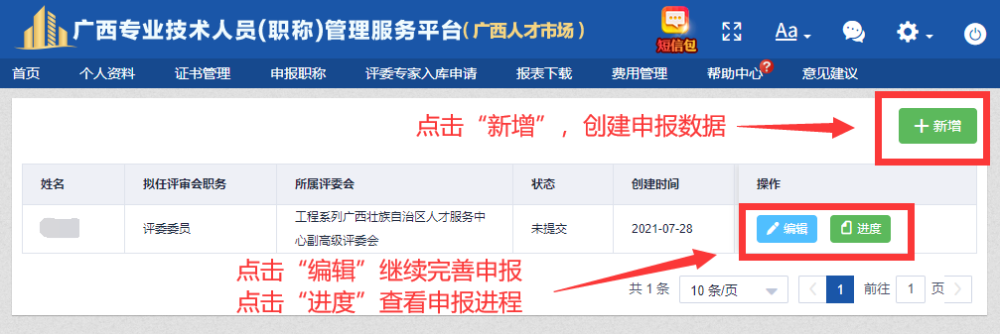 广西专业技术人员(职称)管理服务平台(广西人才市场)
短信包
Aa
首页 个人资料 证书管理 申报职称 评委专家入库申请 报表下载 费用管理 帮助中心? 意见建议
点击“新增”，创建申报数据
+ 新增
姓名 拟任评审会职务 所属评委会 状态 创建时间 操作
评委委员 工程系列广西壮族自治区人才服务中 未提交 2021-07-28 编辑 进度
心副高级评委会
点击“编辑”继续完善申报
点击“进度”查看申报进程
共 1 条 10 条/页 < 1 前往 1 页 >